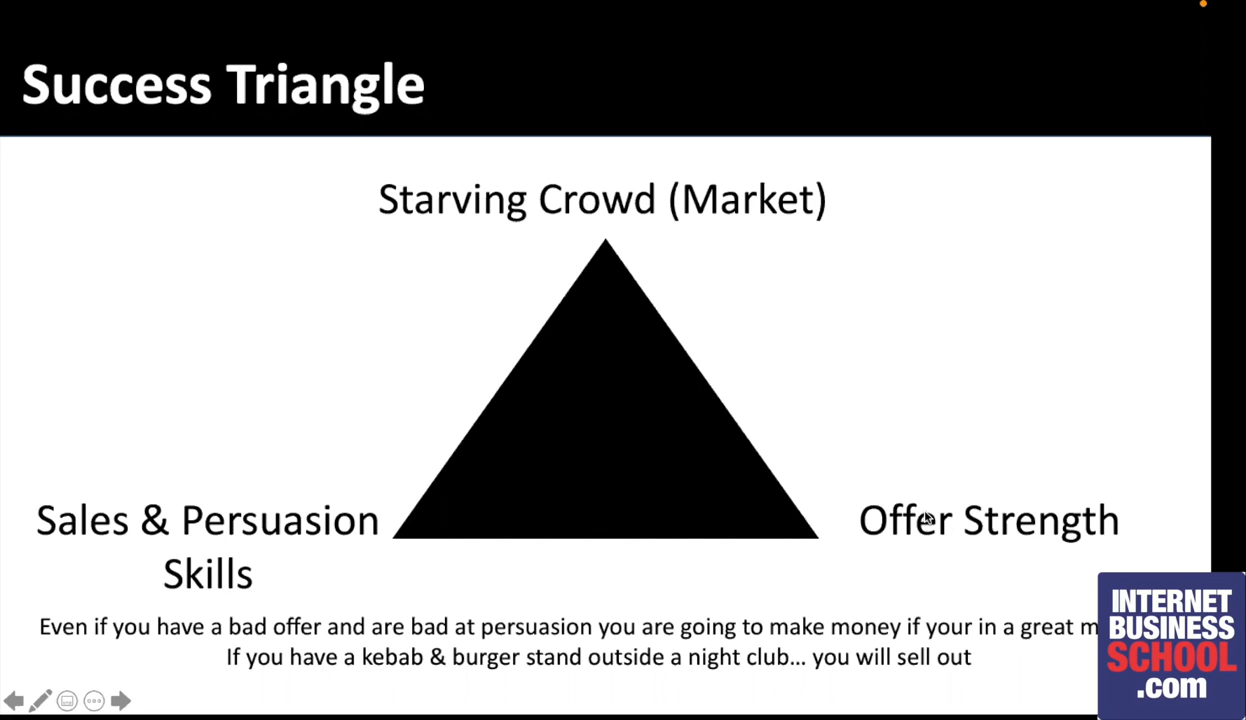 Success Triangle
Starving Crowd (Market)
Sales & Persuasion
Skills
Offer Strength
Even if you have a bad offer and are bad at persuasion you are going to make money if your in a great
If you have a kebab & burger stand outside a night club... you will sell out
INTERNET
BUSINESS
SCHOOL
.com